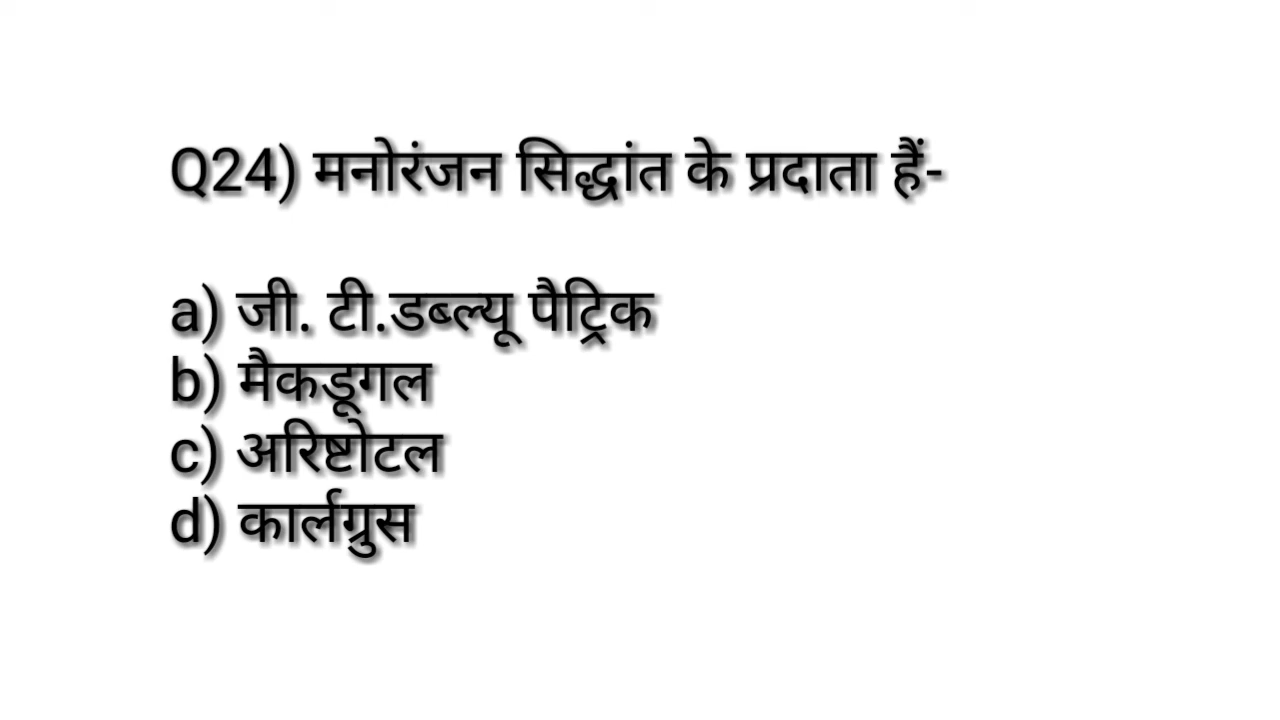 Q24) मनोरंजन सिद्धांत के प्रदाता हैं-
a) जी. टी.डब्ल्यू पैट्रिक
b) मैकडूगल
c) अरिष्टोटल
d) कार्लग्रुस